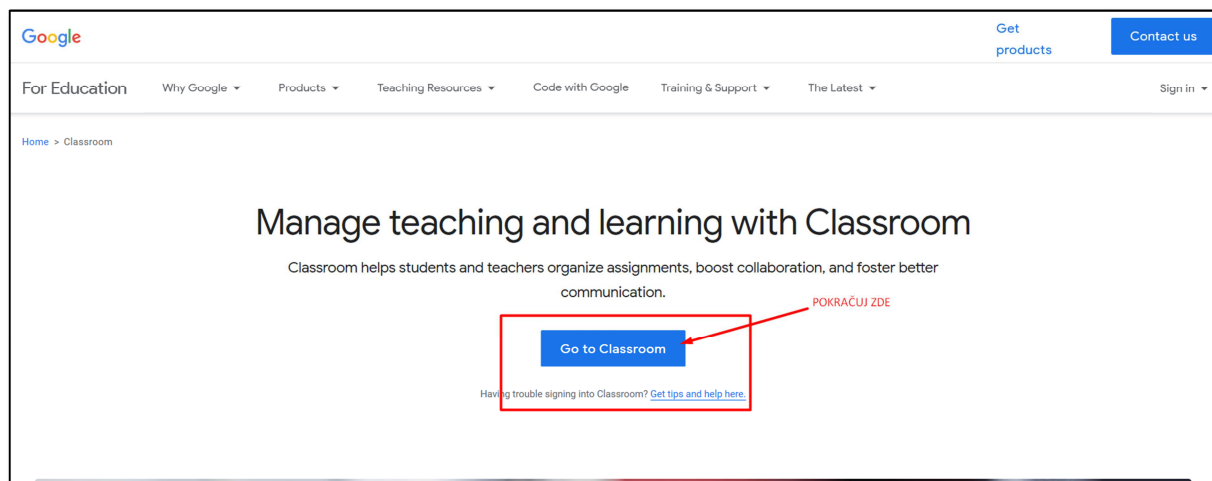 Google
Get
products
Contact us
For Education
Why Google
Products
Teaching Resources
Code with Google
Training & Support
The Latest
Sign in
Home > Classroom
Manage teaching and learning with Classroom
Classroom helps students and teachers organize assignments, boost collaboration, and foster better
communication.
POKRAČUJ ZDE
Go to Classroom
Having trouble signing into Classroom? Get tips and help here.